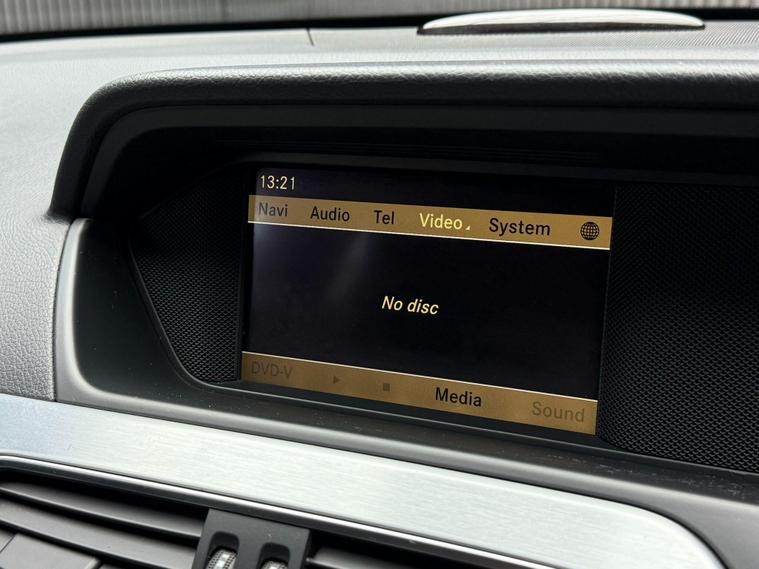 13:21
Navi Audio Tel Video System
No disc
DVD-V Media Sound